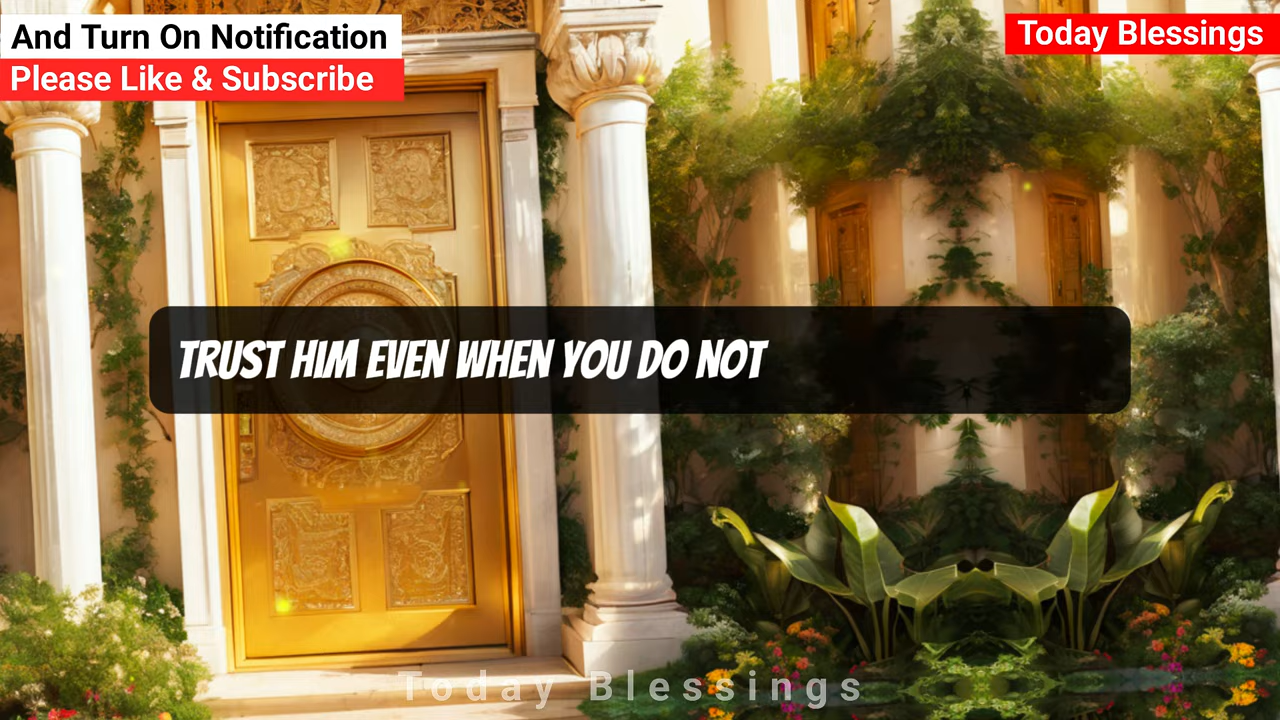 And Turn On Notification
Please Like & Subscribe
Today Blessings
TRUST HIM EVEN WHEN YOU DO NOT
Today Blessings